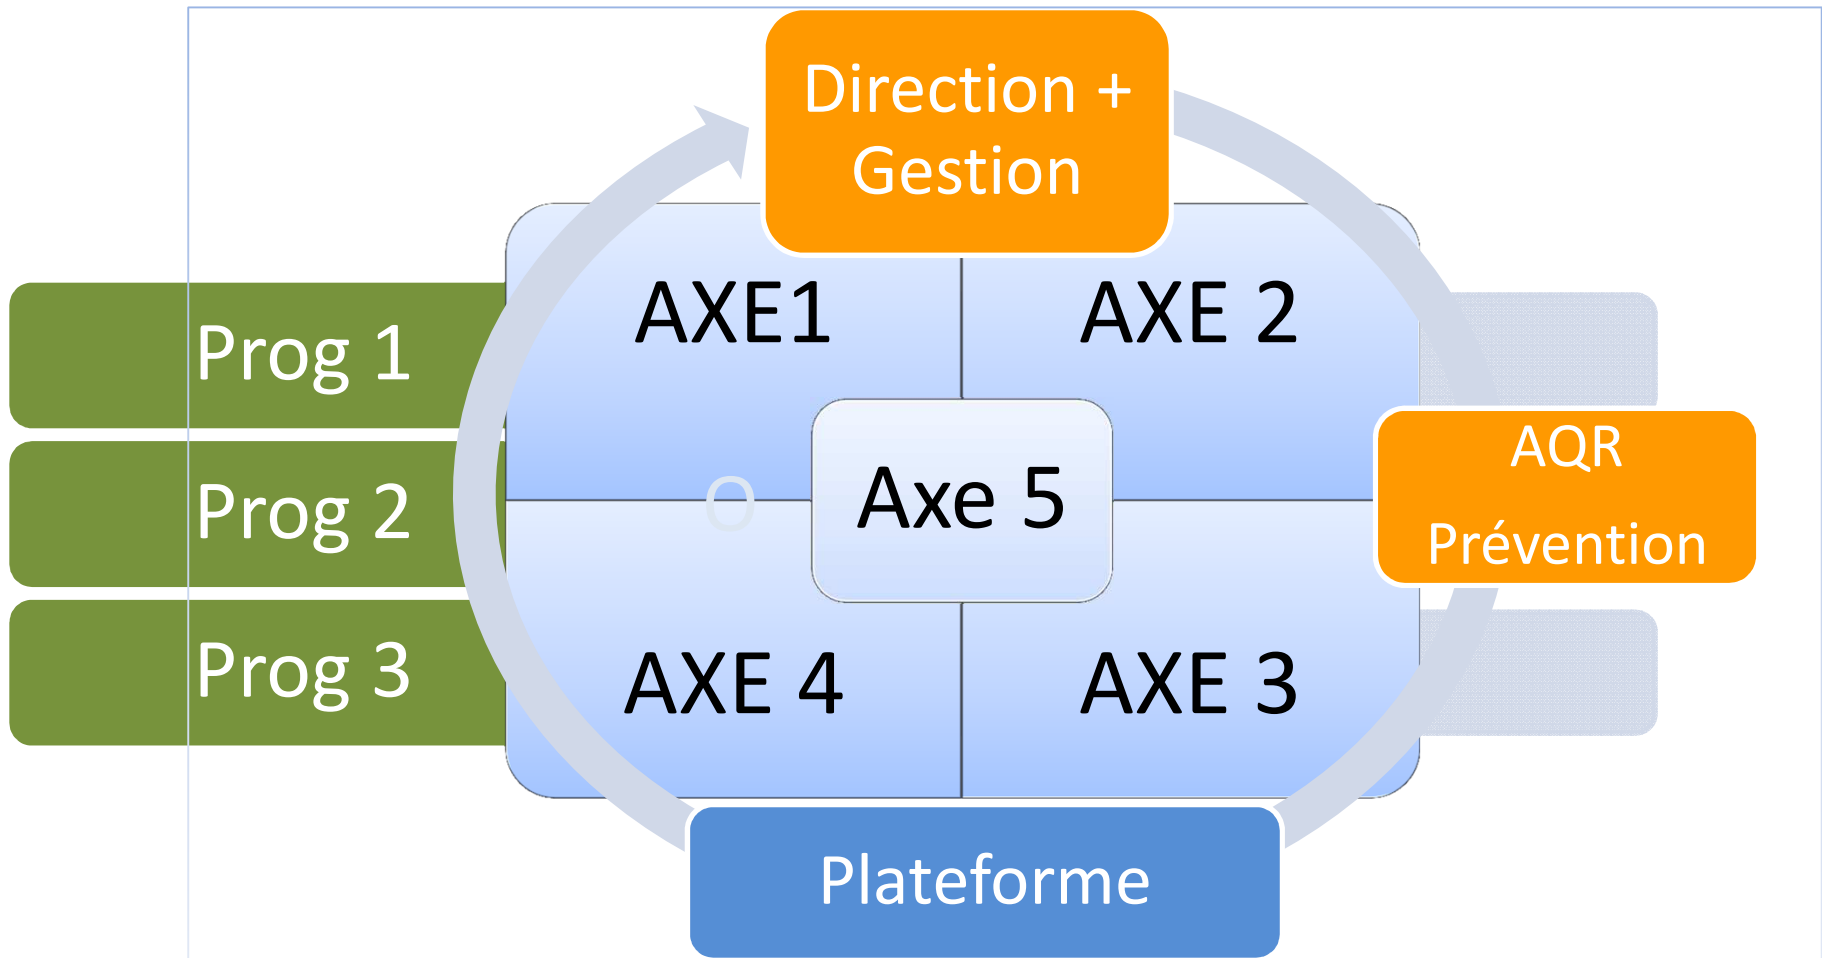 Direction +
Gestion
AXE1
AXE 2
Prog 1
AQR
Prévention
Prog 2
O
Axe 5
Prog 3
AXE 4
AXE 3
Plateforme